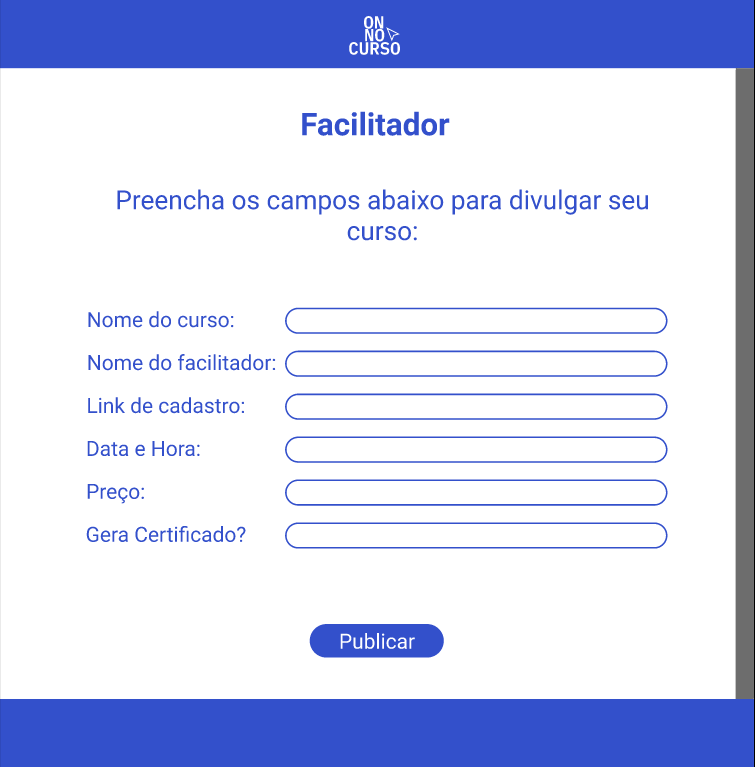 ON
NO
CURSO
Facilitador
Preencha os campos abaixo para divulgar seu
curso:
Nome do curso:
Nome do facilitador:
Link de cadastro:
Data e Hora:
Preço:
Gera Certificado?
Publicar